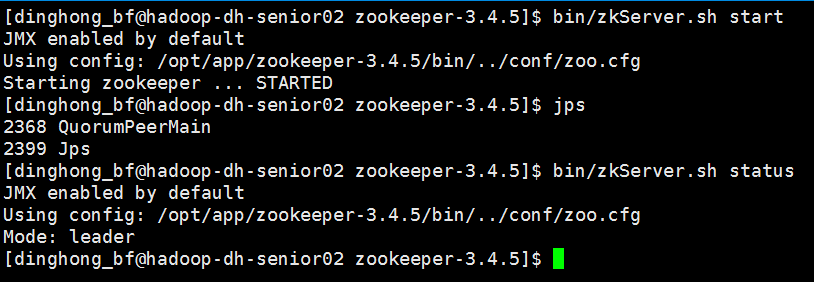 [dinghong_bf@hadoop-dh-senior02 zookeeper-3.4.5]$ bin/zkServer.sh start
JMX enabled by default
Using config: /opt/app/zookeeper-3.4.5/bin/../conf/zoo.cfg
Starting zookeeper ... STARTED
[dinghong_bf@hadoop-dh-senior02 zookeeper-3.4.5]$ jps
2368 QuorumPeerMain
2399 Jps
[dinghong_bf@hadoop-dh-senior02 zookeeper-3.4.5]$ bin/zkServer.sh status
JMX enabled by default
Using config: /opt/app/zookeeper-3.4.5/bin/../conf/zoo.cfg
Mode: leader
[dinghong_bf@hadoop-dh-senior02 zookeeper-3.4.5]$